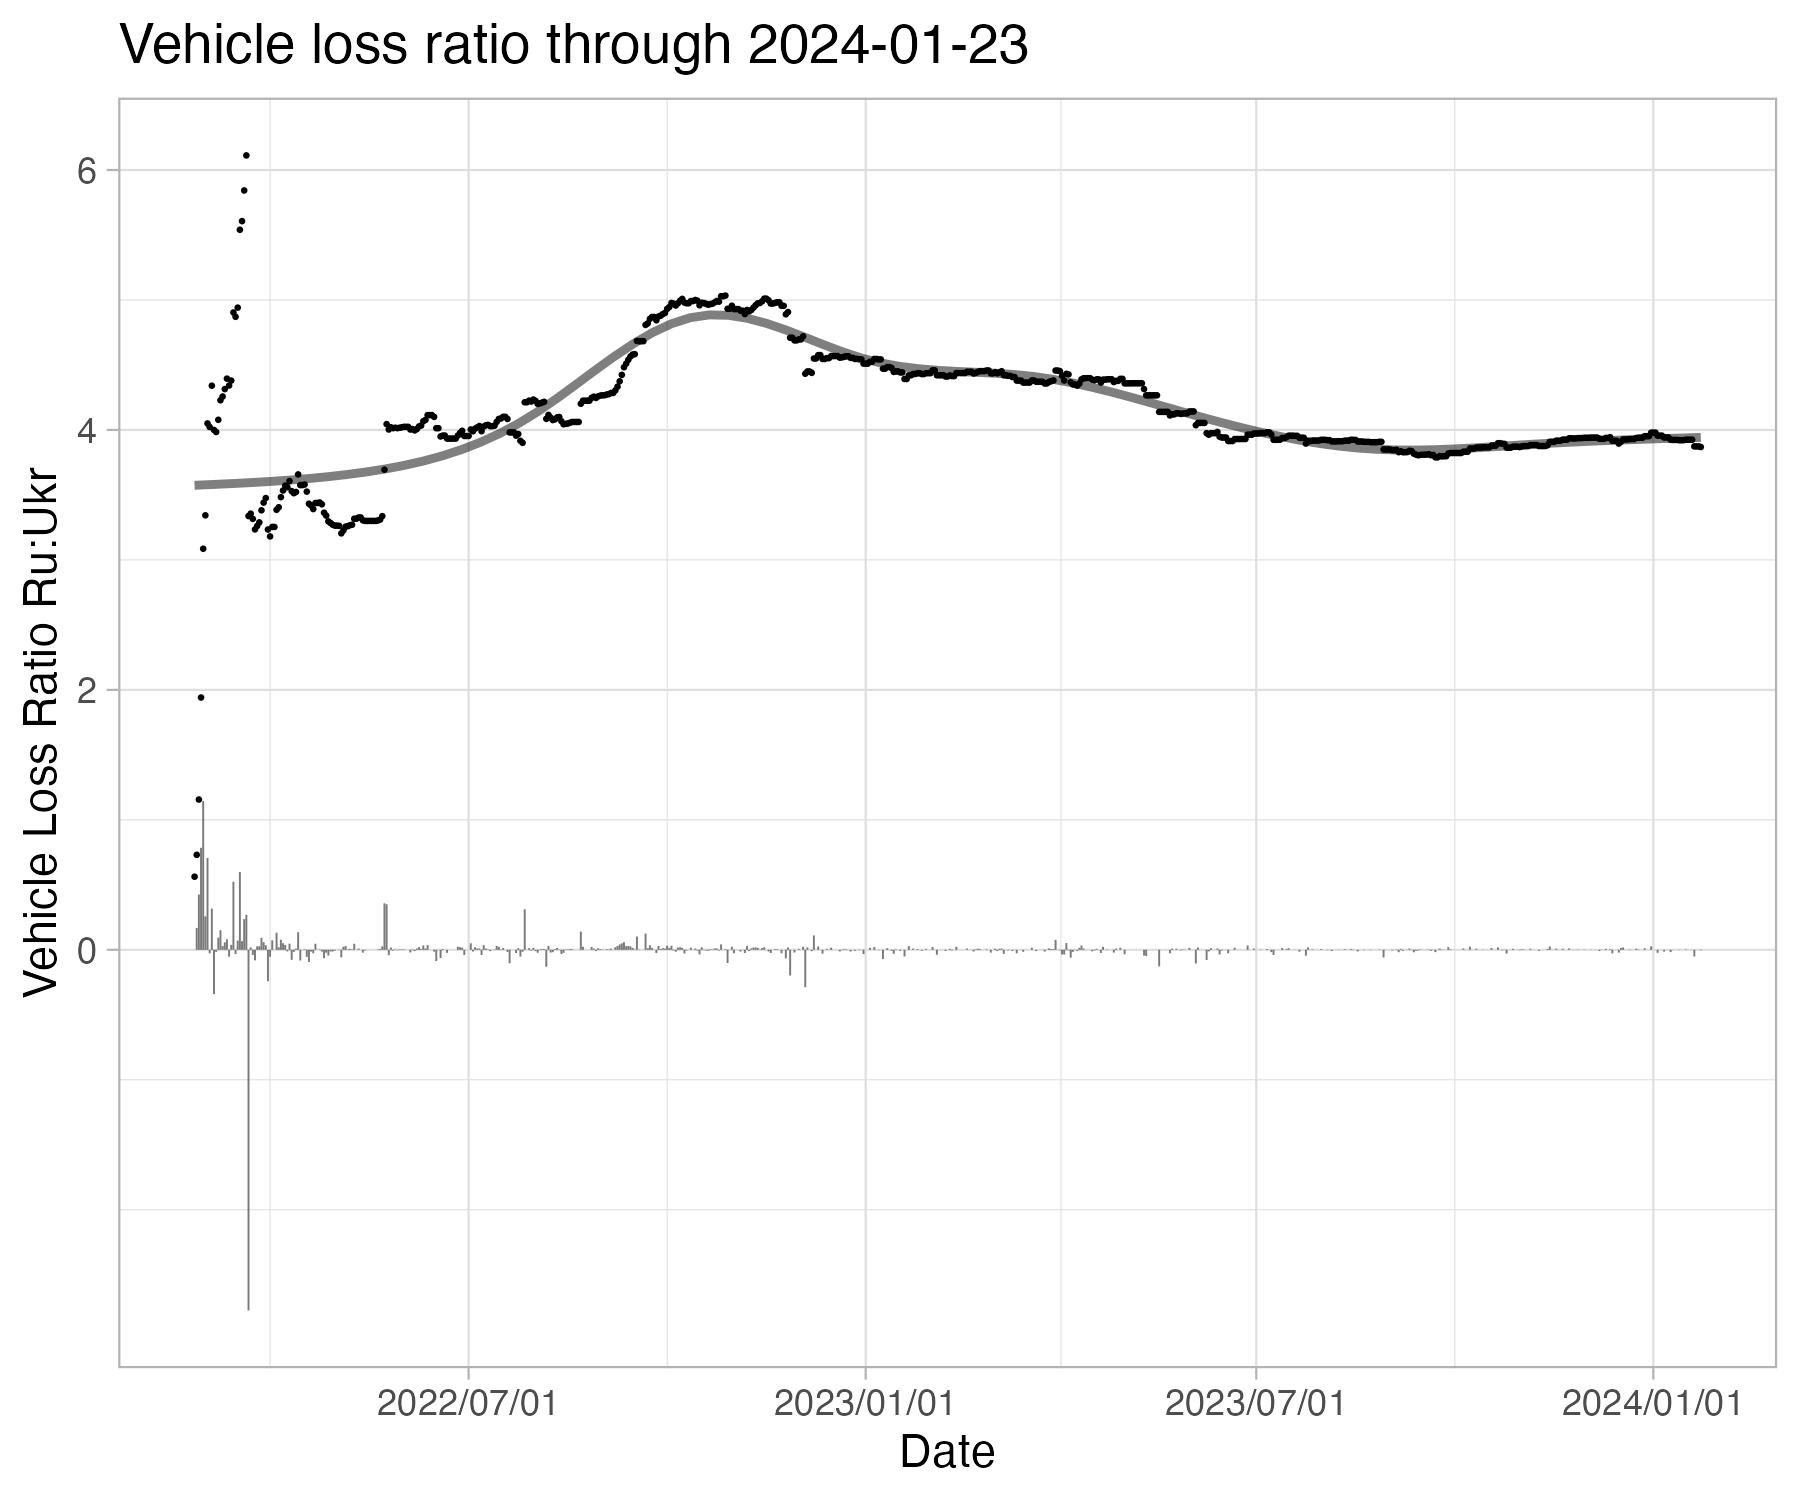 Vehicle loss ratio through 2024-01-23
Vehicle Loss Ratio Ru:Ukr
6
4
2
0
2022/07/01
2023/01/01
2023/07/01
2024/01/01
Date